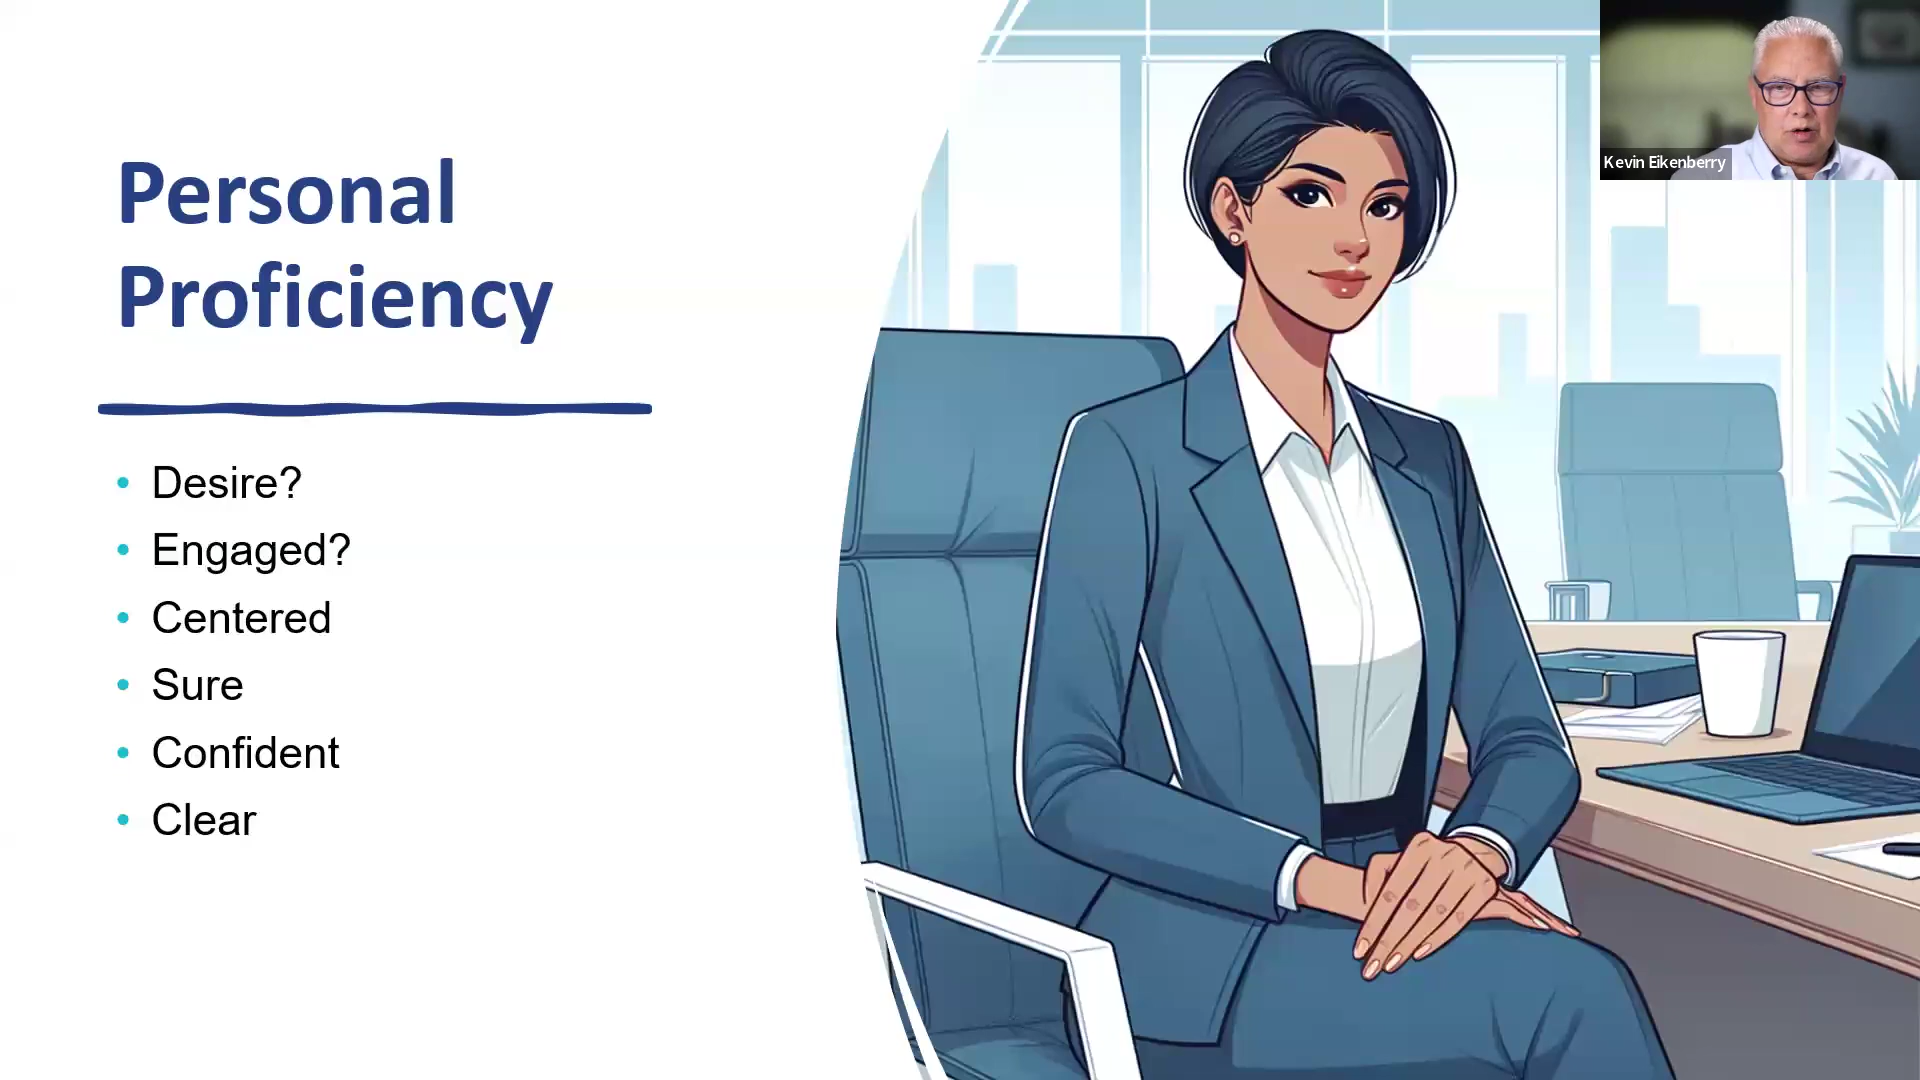 Personal
Proficiency
Desire?
Engaged?
Centered
Sure
Confident
Clear
Kevin Eikenberry